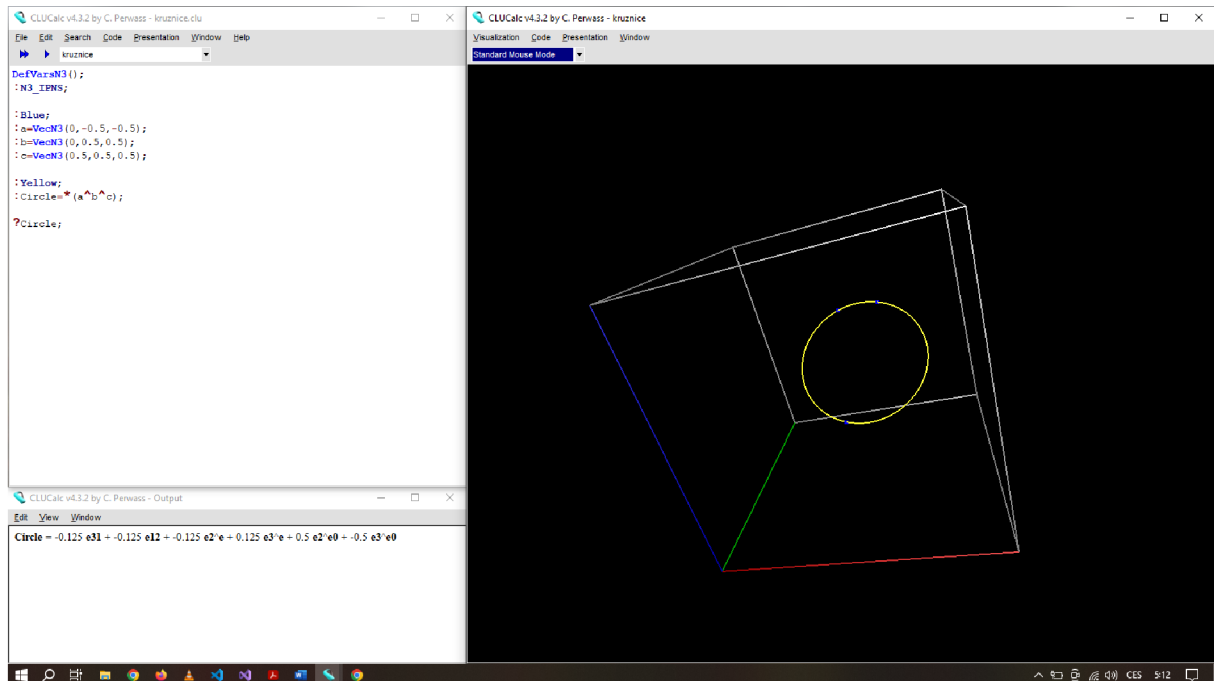 CLUCalc v4.3.2 by C. Perwass - kruznice.clu
File Edit Search Code Presentation Window Help
kruznice
DefVarsN3();
:N3_IPNS;
:Blue;
:a=VecN3(0,-0.5,-0.5);
:b=VecN3(0,0.5,0.5);
:c=VecN3(0.5,0.5,0.5);
:Yellow;
:Circle=*(a^b^c);
?Circle;
CLUCalc v4.3.2 by C. Perwass - Output
Edit View Window
Circle = -0.125 e31 + -0.125 e12 + -0.125 e2^e + 0.125 e3^e + 0.5 e2^e0 + -0.5 e3^e0
CLUCalc v4.3.2 by C. Perwass - kruznice
Visualization Code Presentation Window
Standard Mouse Mode
CES 5:12